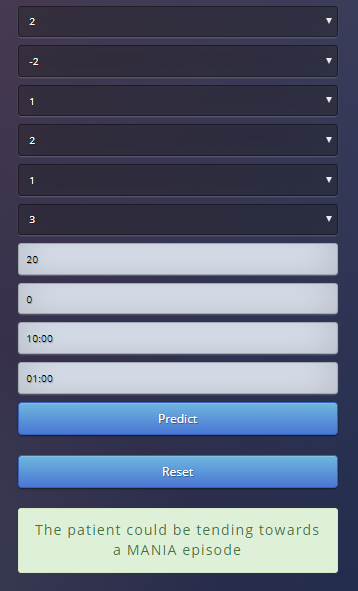 2
-2
1
2
1
3
20
0
10:00
01:00
Predict
Reset
The patient could be tending towards
a MANIA episode